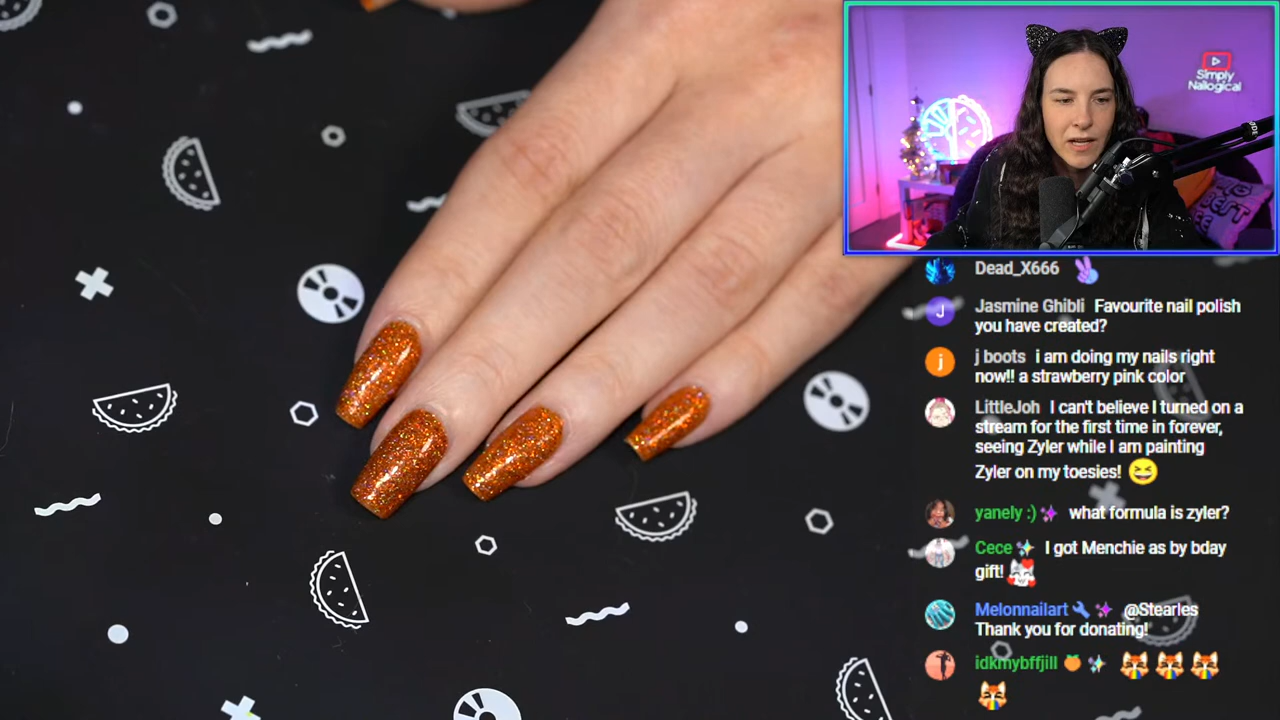 Simply
Nailogical
BEST
Dead_X666
J
Jasmine Ghibli Favourite nail polish
you have created?
j
j boots i am doing my nails right
now!! a strawberry pink color
LittleJoh I can't believe I turned on a
stream for the first time in forever,
seeing Zyler while I am painting
Zyler on my toesies!
yanely :) what formula is zyler?
Cece I got Menchie as by bday
gift!
Melonnailart @Stearles
Thank you for donating!
idkmybffjill